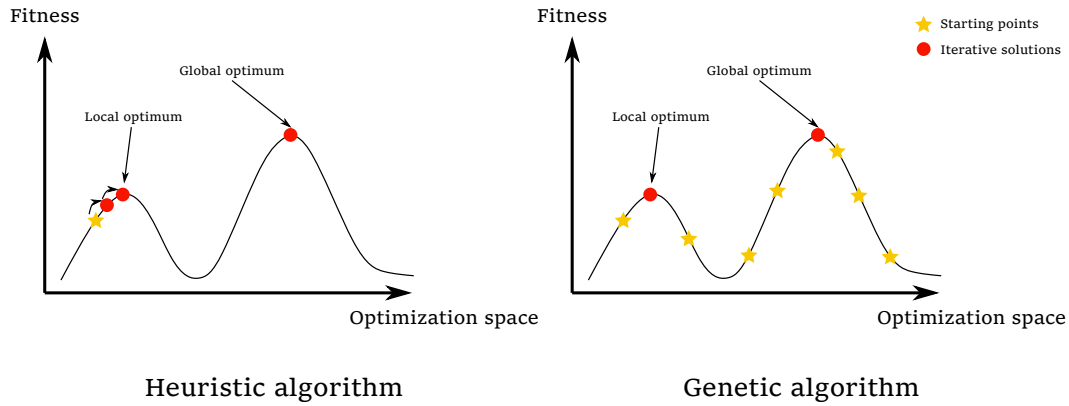 Fitness
Global optimum
Local optimum
Optimization space
Heuristic algorithm
Fitness
Starting points
Iterative solutions
Global optimum
Local optimum
Optimization space
Genetic algorithm